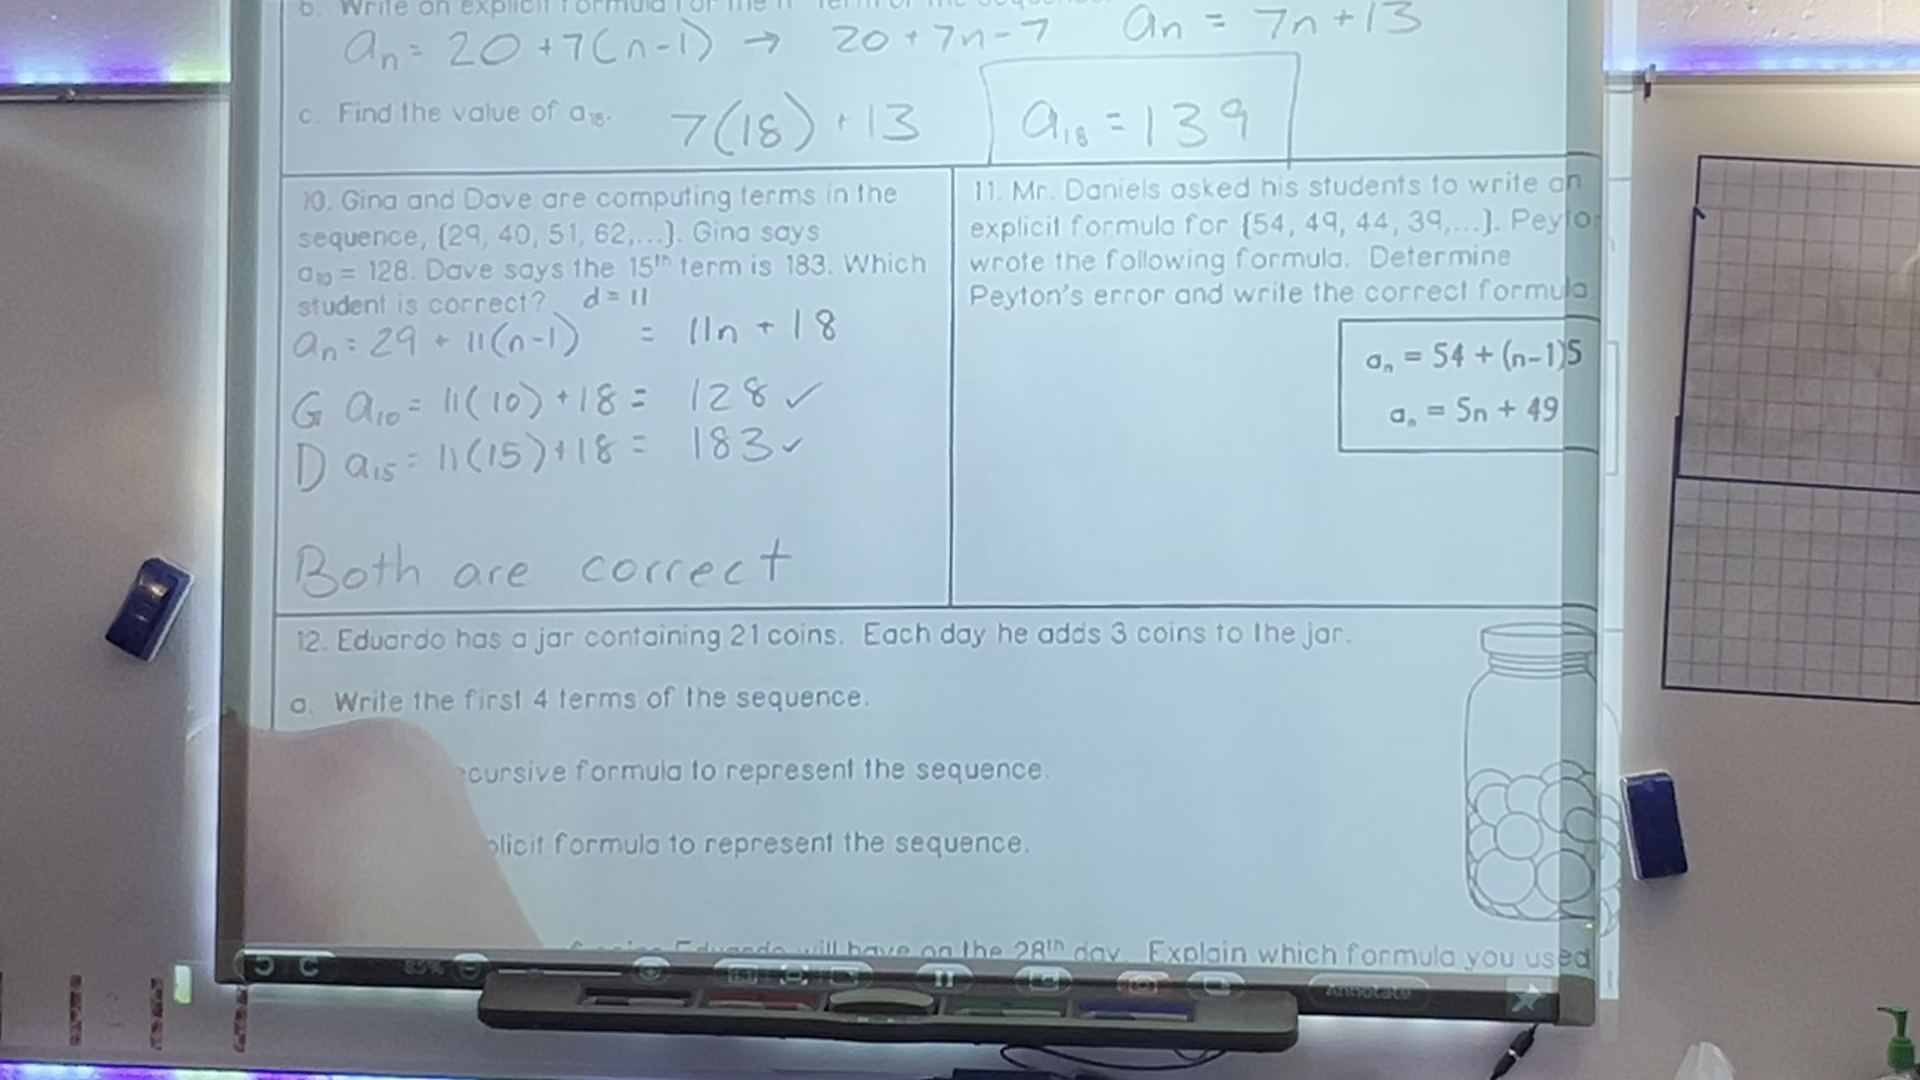 b. Write an explicit formula for the nth term of the sequence.
an = 20 + 7(n-1) → 20 + 7n - 7 an = 7n + 13
c. Find the value of a18. 7(18) + 13 a18 = 139
10. Gina and Dave are computing terms in the
sequence, {29, 40, 51, 62,...}. Gina says
a10 = 128. Dave says the 15th term is 183. Which
student is correct? d = 11
an = 29 + 11(n-1) = 11n + 18
G a10 = 11(10) + 18 = 128 ✓
D a15 = 11(15) + 18 = 183 ✓
Both are correct
11. Mr. Daniels asked his students to write an
explicit formula for {54, 49, 44, 39,...}. Peyto
wrote the following formula. Determine
Peyton's error and write the correct formula
an = 54 + (n-1)5
an = 5n + 49
12. Eduardo has a jar containing 21 coins. Each day he adds 3 coins to the jar.
a. Write the first 4 terms of the sequence.
cursive formula to represent the sequence.
plicit formula to represent the sequence.
Eduardo will have on the 28th day. Explain which formula you used
Annotate